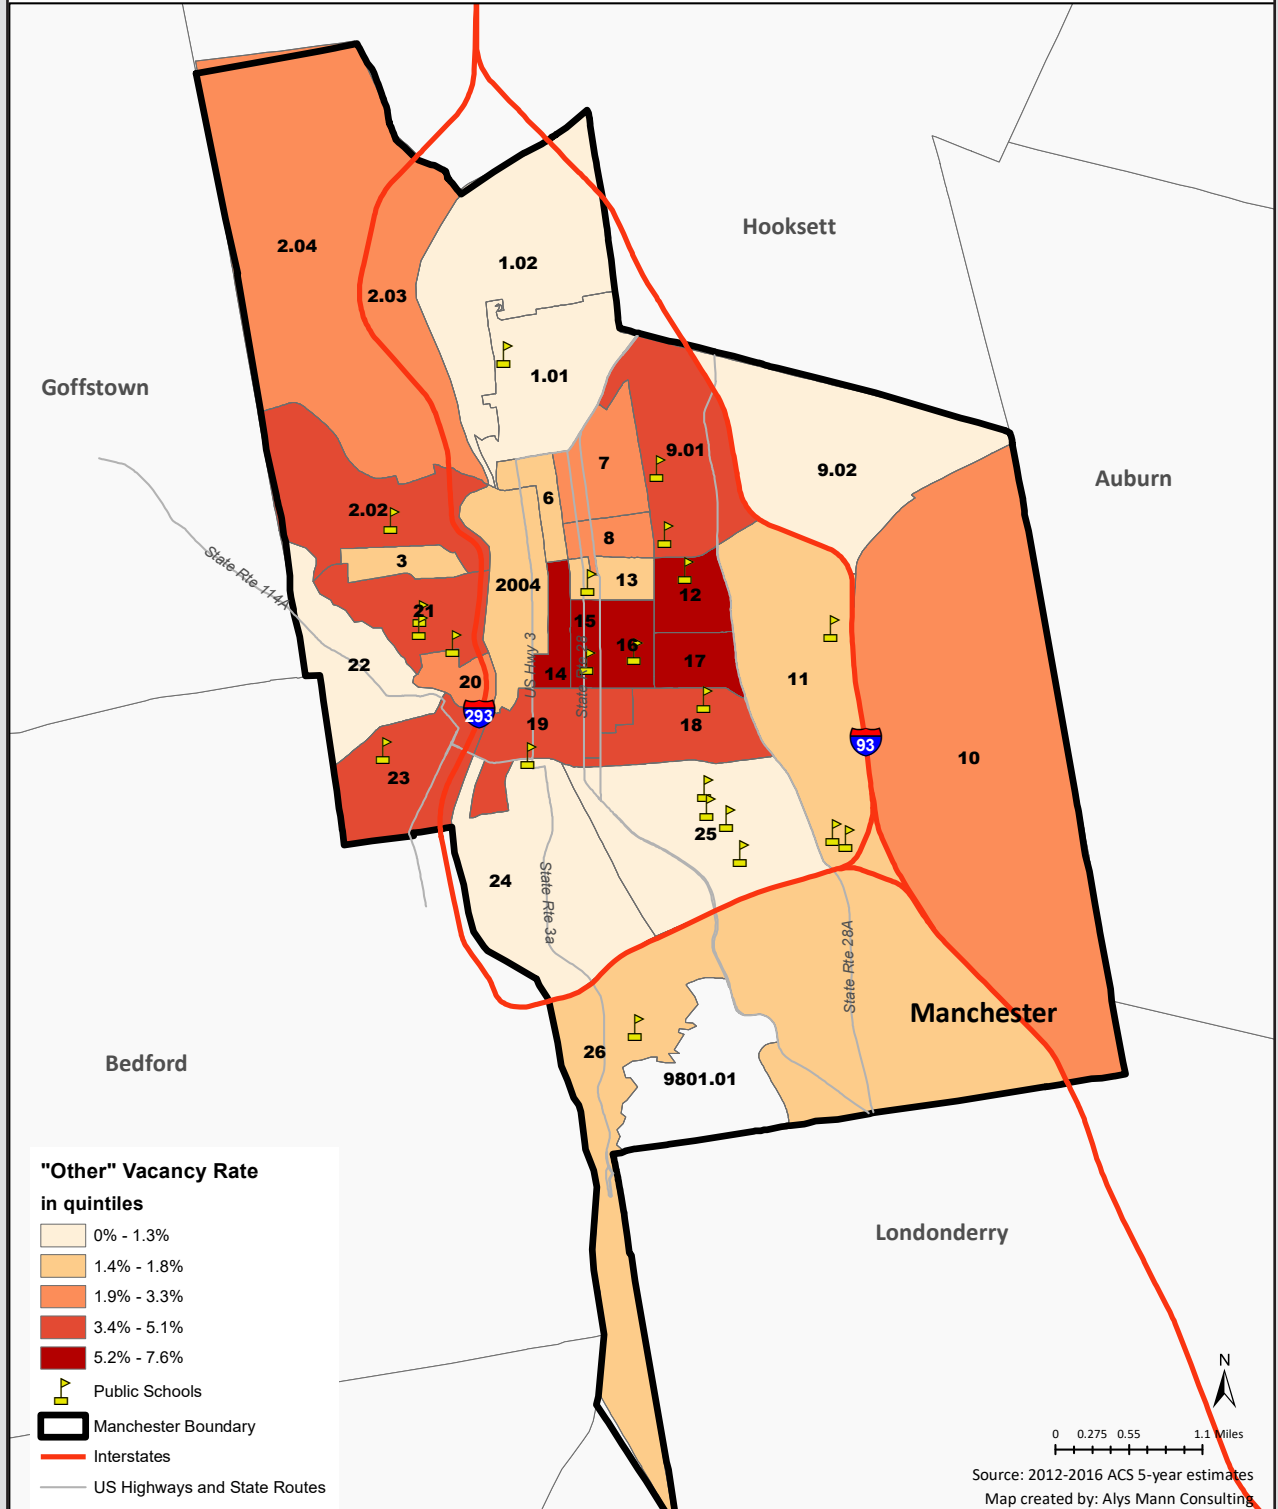 Hooksett
2.04
1.02
2.03
1.01
Goffstown
7
9.01
9.02
Auburn
6
2.02
8
State Rte 114A
3
13
2004
12
21
15
16
22
US Hwy 3
State Rte 28
14
17
11
20
293
19
18
93
10
23
25
24
State Rte 3a
State Rte 28A
Manchester
26
Bedford
9801.01
Londonderry
"Other" Vacancy Rate
in quintiles
0% - 1.3%
1.4% - 1.8%
1.9% - 3.3%
3.4% - 5.1%
5.2% - 7.6%
Public Schools
Manchester Boundary
Interstates
US Highways and State Routes
N
0 0.275 0.55 1.1 Miles
Source: 2012-2016 ACS 5-year estimates
Map created by: Alys Mann Consulting